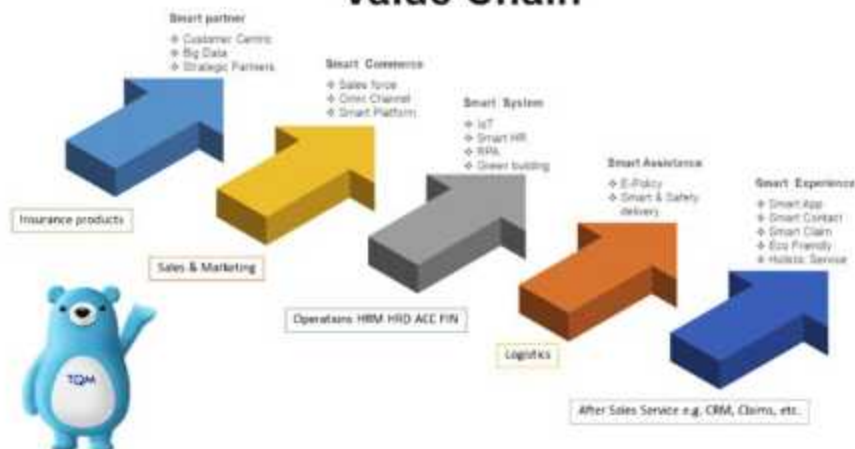 Value Chain
Smart partner
❖ Customer Centric
❖ Big Data
❖ Strategic Partners
Insurance products
Smart Commerce
❖ Sales force
❖ Omni Channel
❖ Smart Platform
Sales & Marketing
Smart System
❖ IoT
❖ Smart HR
❖ RPA
❖ Green building
Operations HRM HRD ACC FIN
Smart Assistance
❖ E-Policy
❖ Smart & Safety
delivery
Logistics
Smart Experience
❖ Smart App
❖ Smart Contact
❖ Smart Claim
❖ Eco Friendly
❖ Holistic Service
After Sales Service e.g. CRM, Claims, etc.
TQM